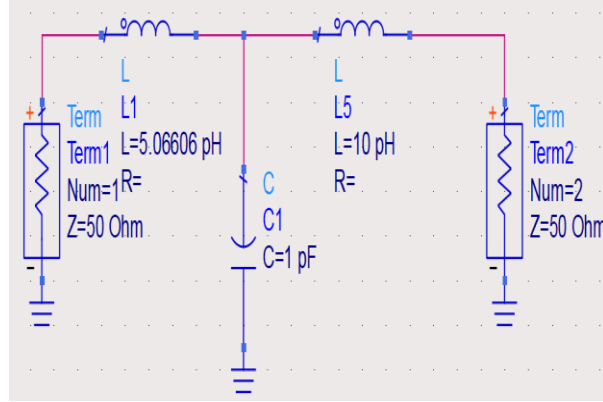 L
L1
L=5.06606 pH
R=
L
L5
L=10 pH
R=
+
Term
Term1
Num=1
Z=50 Ohm
-
C
C1
C=1 pF
+
Term
Term2
Num=2
Z=50 Ohm
-